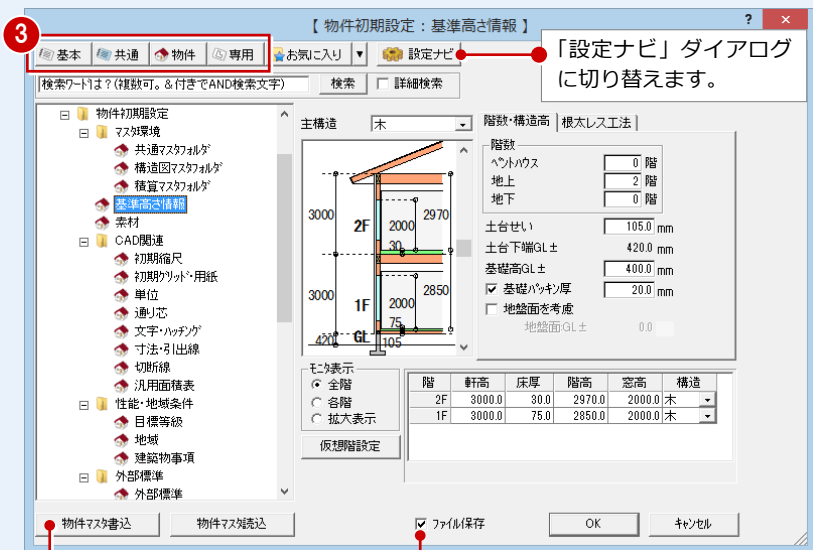 【 物件初期設定：基準高さ情報 】
? ×
3
基本 共通 物件 専用 お気に入り ▼ 設定ナビ
「設定ナビ」ダイアログ
に切り替えます。
検索ワードは？(複数可。&付きでAND検索文字) 検索 詳細検索
物件初期設定
マスタ環境
共通マスタフォルダ
構造図マスタフォルダ
積算マスタフォルダ
基準高さ情報
素材
CAD関連
初期縮尺
初期グリッド・用紙
単位
通り芯
文字・ハッチング
寸法・引出線
切断線
汎用面積表
性能・地域条件
目標等級
地域
建築物事項
外部標準
外部標準
主構造 木
3000 2F 2000 2970
30
3000 1F 2000 2850
75
420 GL 105
階数・構造高 根太レス工法
階数
ペントハウス 0 階
地上 2 階
地下 0 階
土台せい 105.0 mm
土台下端GL± 420.0 mm
基礎高GL± 400.0 mm
基礎パッキン厚 20.0 mm
地盤面を考慮
地盤面:GL± 0.0
モニタ表示
全階
各階
拡大表示
仮想階設定
階 軒高 床厚 階高 窓高 構造
2F 3000.0 30.0 2970.0 2000.0 木
1F 3000.0 75.0 2850.0 2000.0 木
物件マスタ書込 物件マスタ読込 ファイル保存 OK キャンセル